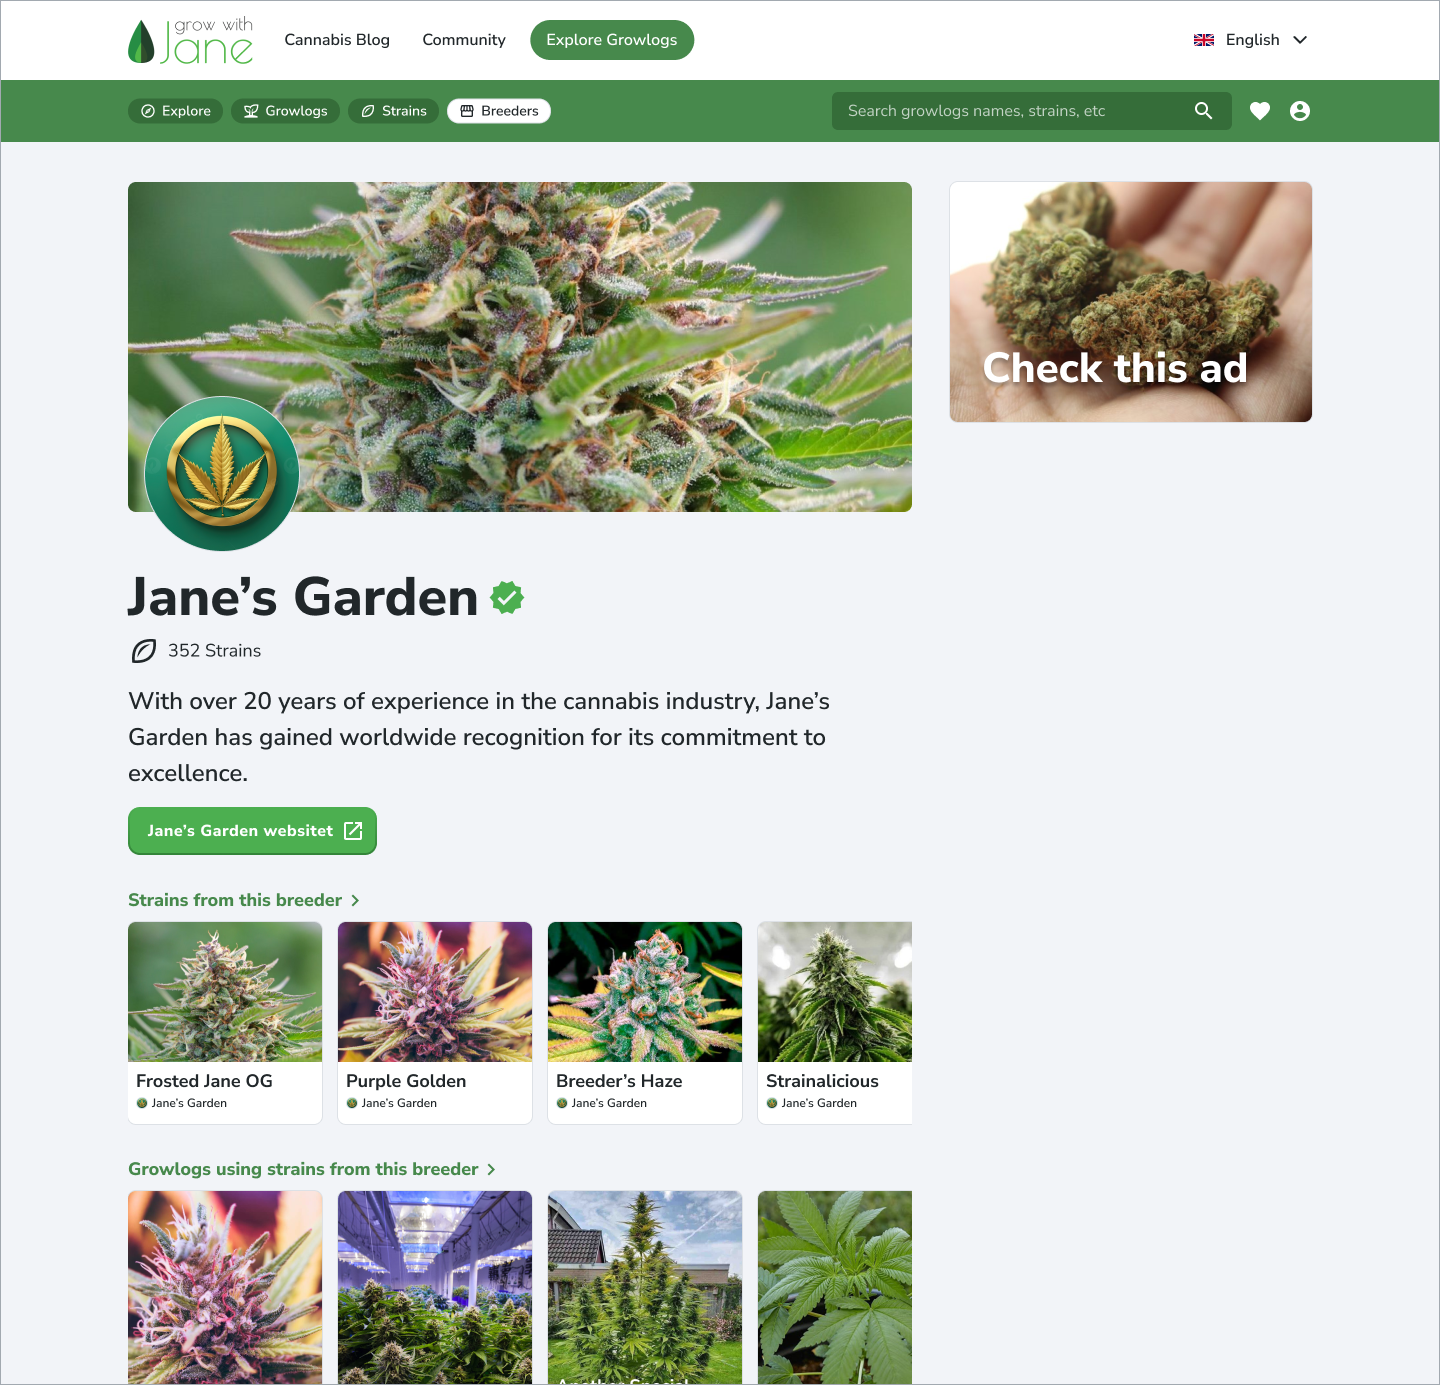 grow with
Jane
Cannabis Blog
Community
Explore Growlogs
English
Explore
Growlogs
Strains
Breeders
Search growlogs names, strains, etc
Check this ad
Jane’s Garden
352 Strains
With over 20 years of experience in the cannabis industry, Jane’s
Garden has gained worldwide recognition for its commitment to
excellence.
Jane’s Garden websitet
Strains from this breeder
Frosted Jane OG
Jane’s Garden
Purple Golden
Jane’s Garden
Breeder’s Haze
Jane’s Garden
Strainalicious
Jane’s Garden
Growlogs using strains from this breeder
Another Special